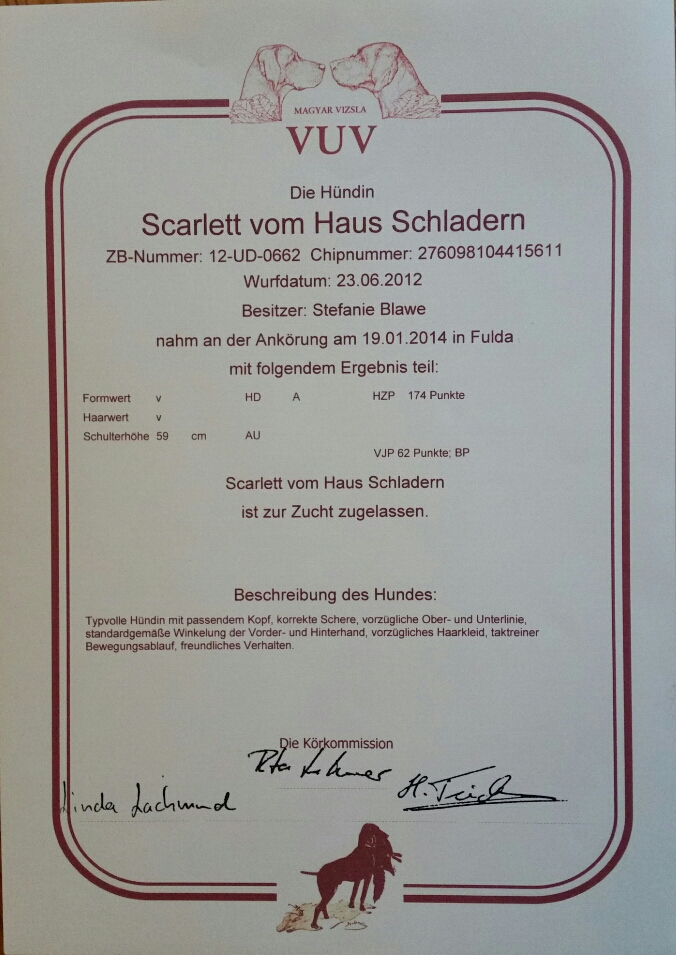 MAGYAR VIZSLA
VUV
Die Hündin
Scarlett vom Haus Schladern
ZB-Nummer: 12-UD-0662 Chipnummer: 276098104415611
Wurfdatum: 23.06.2012
Besitzer: Stefanie Blawe
nahm an der Ankörung am 19.01.2014 in Fulda
mit folgendem Ergebnis teil:
Formwert v HD A HZP 174 Punkte
Haarwert v
Schulterhöhe 59 cm AU
VJP 62 Punkte; BP
Scarlett vom Haus Schladern
ist zur Zucht zugelassen.
Beschreibung des Hundes:
Typvolle Hündin mit passendem Kopf, korrekte Schere, vorzügliche Ober- und Unterlinie,
standardgemäße Winkelung der Vorder- und Hinterhand, vorzügliches Haarkleid, taktreiner
Bewegungsablauf, freundliches Verhalten.
Die Körkommission
Linda Lachmund